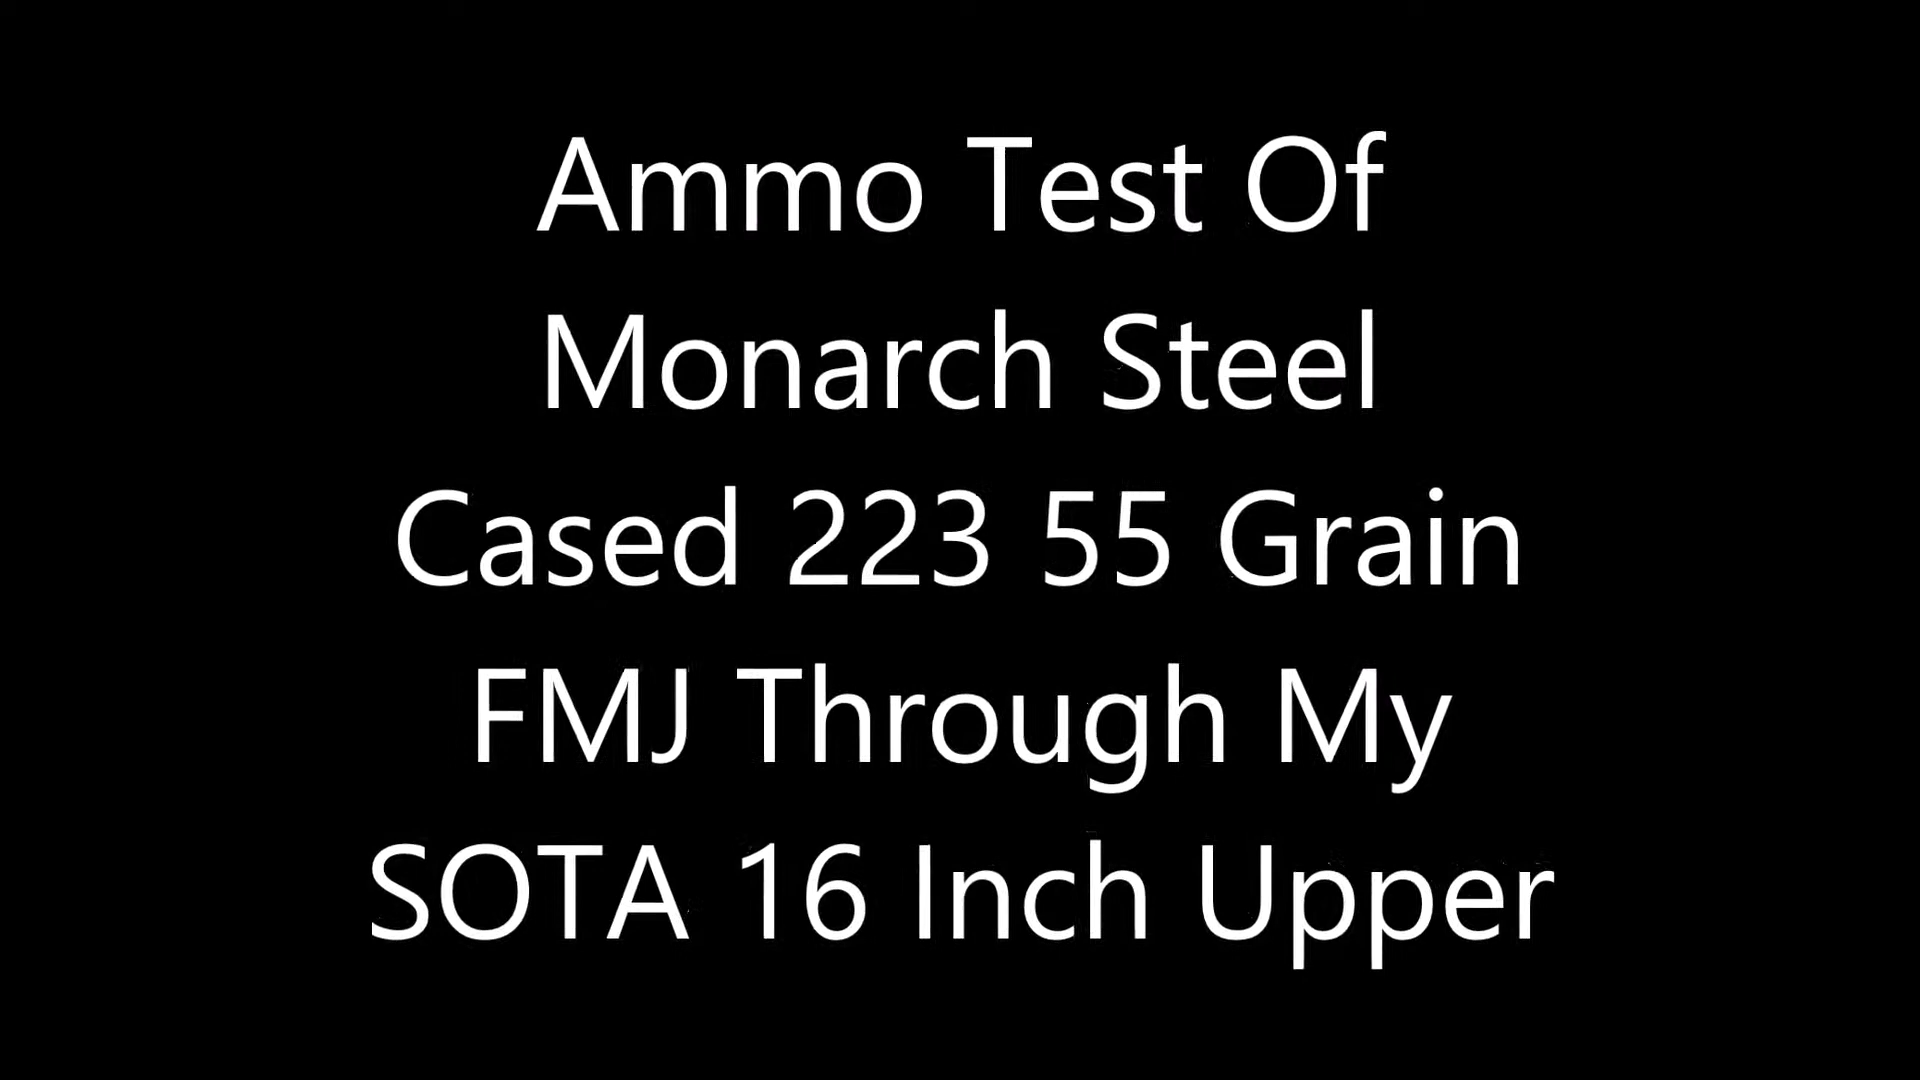 Ammo Test Of
Monarch Steel
Cased 223 55 Grain
FMJ Through My
SOTA 16 Inch Upper